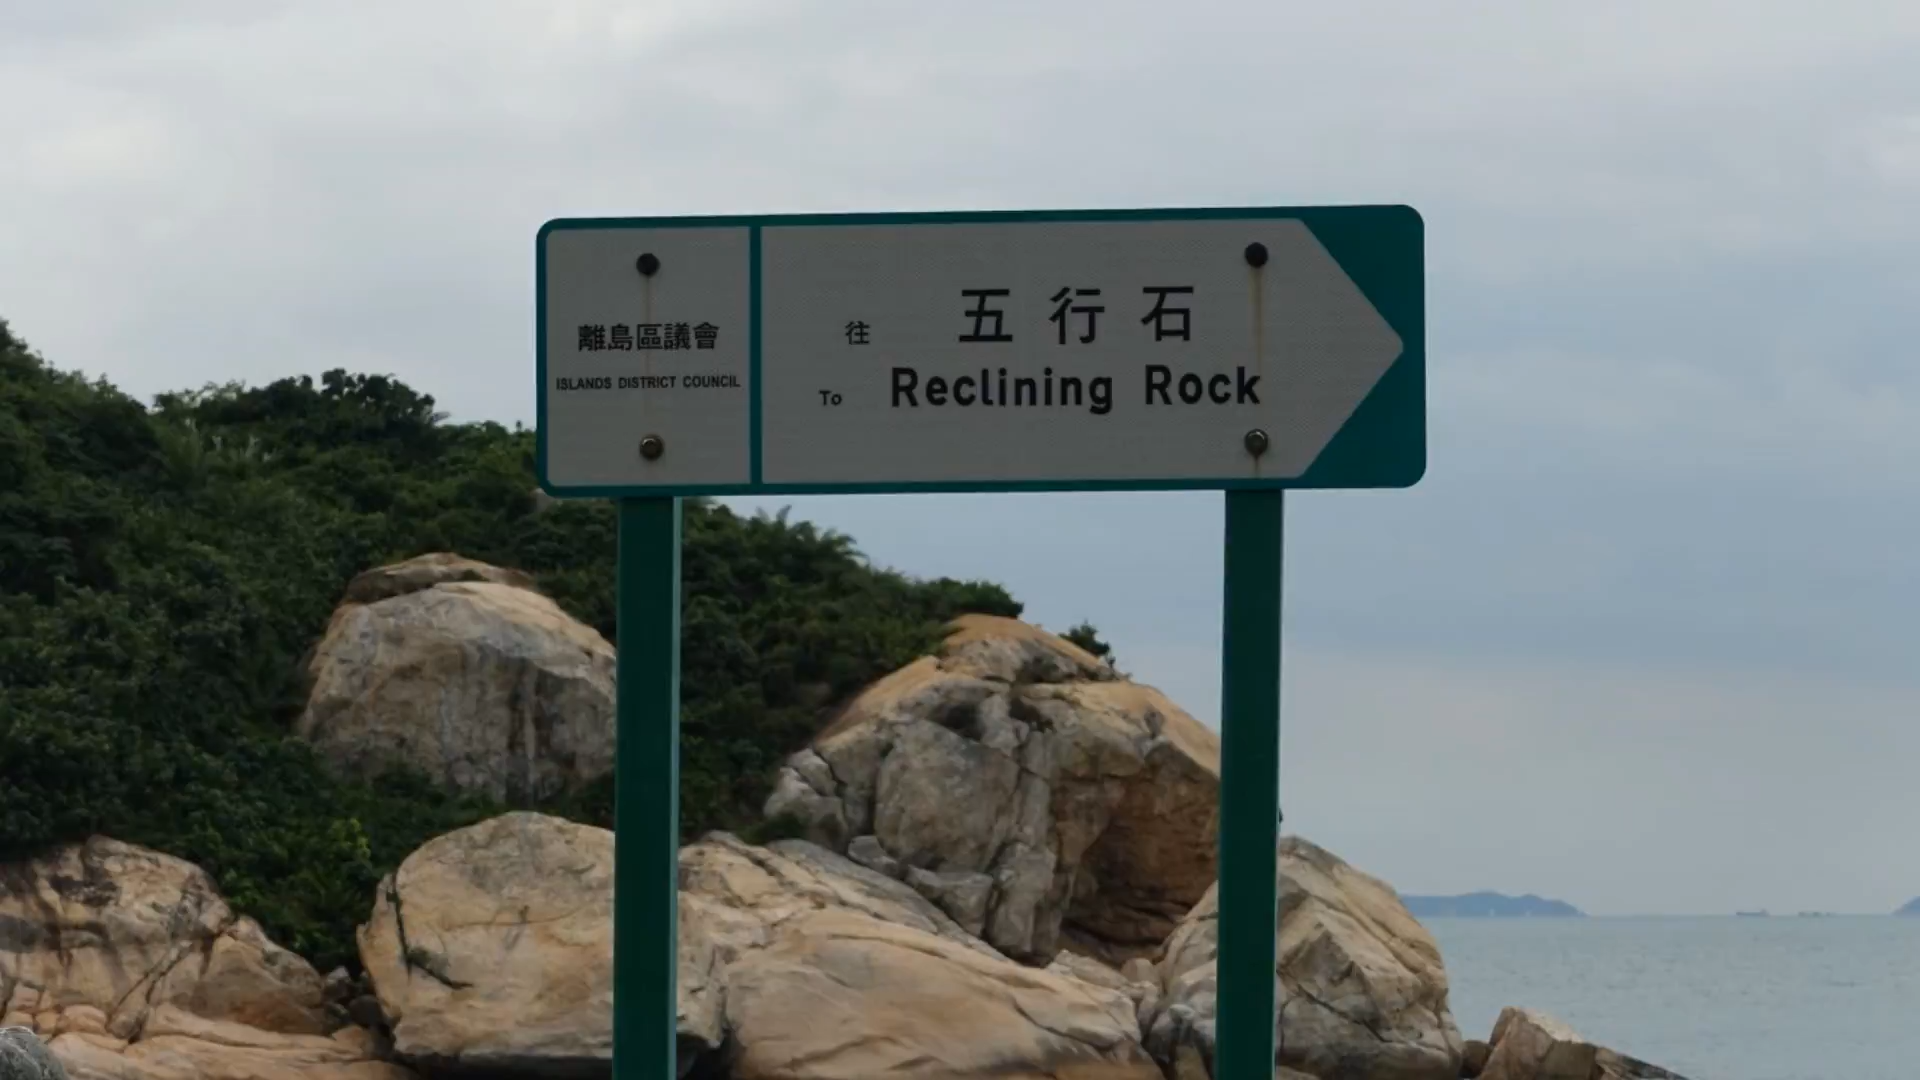 離島區議會
ISLANDS DISTRICT COUNCIL
往 五行石
To Reclining Rock